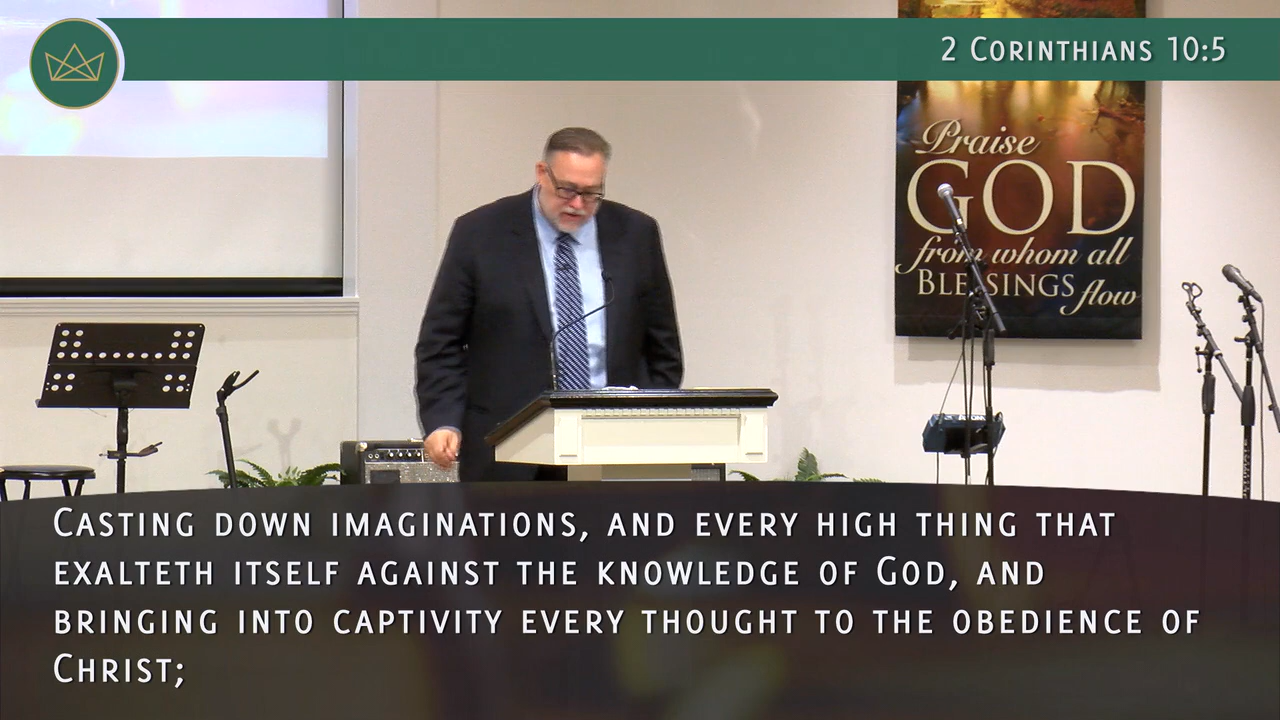 2 Corinthians 10:5
Praise
GOD
from whom all
Blessings flow
Casting down imaginations, and every high thing that
exalteth itself against the knowledge of God, and
bringing into captivity every thought to the obedience of
Christ;